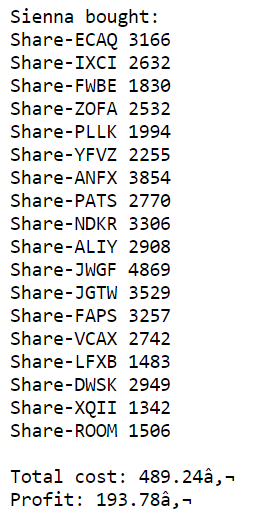 Sienna bought:
Share-ECAQ 3166
Share-IXCI 2632
Share-FWBE 1830
Share-ZOFA 2532
Share-PLLK 1994
Share-YFVZ 2255
Share-ANFX 3854
Share-PATS 2770
Share-NDKR 3306
Share-ALIY 2908
Share-JWGF 4869
Share-JGTW 3529
Share-FAPS 3257
Share-VCAX 2742
Share-LFXB 1483
Share-DWSK 2949
Share-XQII 1342
Share-ROOM 1506
Total cost: 489.24â‚¬
Profit: 193.78â‚¬